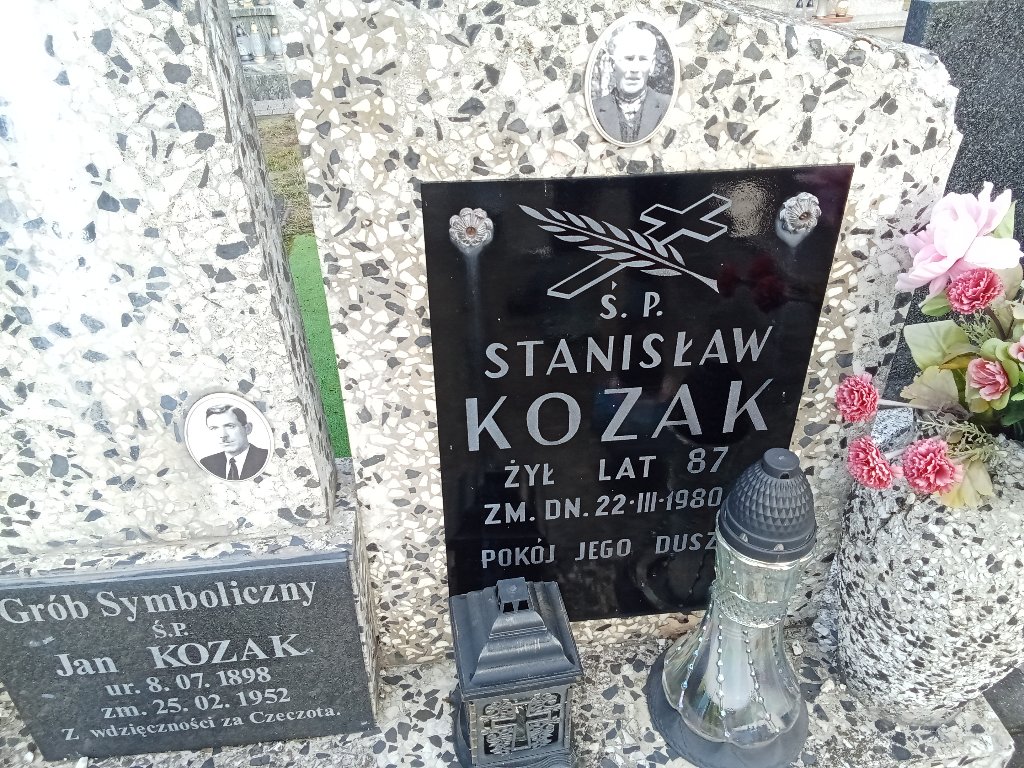 Ś. P.
STANISŁAW
KOZAK
ŻYŁ LAT 87
ZM. DN. 22·III·1980
POKÓJ JEGO DUSZ
Grób Symboliczny
Ś.P.
Jan KOZAK
ur. 8. 07. 1898
zm. 25. 02. 1952
Z wdzięczności za Czeczota.